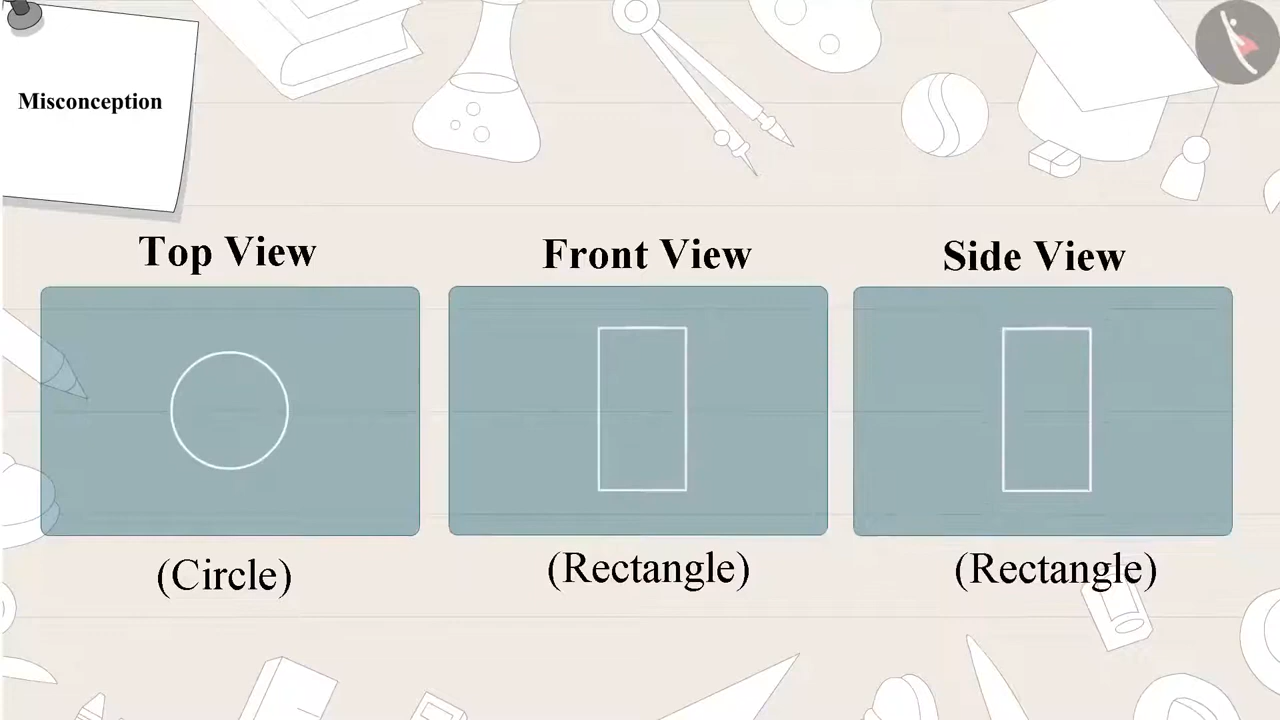 Misconception
Top View
Front View
Side View
(Circle)
(Rectangle)
(Rectangle)